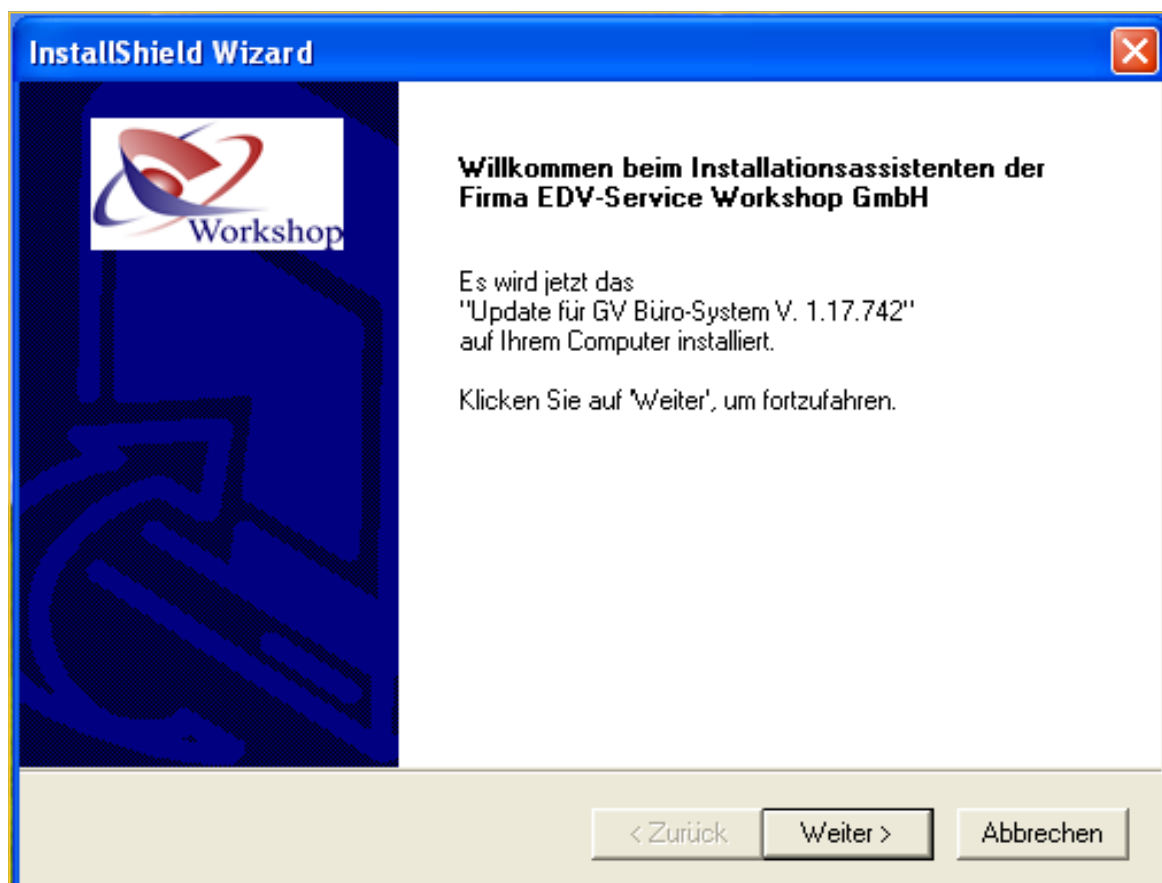 InstallShield Wizard
Workshop
Willkommen beim Installationsassistenten der
Firma EDV-Service Workshop GmbH
Es wird jetzt das
"Update für GV Büro-System V. 1.17.742"
auf Ihrem Computer installiert.
Klicken Sie auf 'Weiter', um fortzufahren.
< Zurück Weiter > Abbrechen